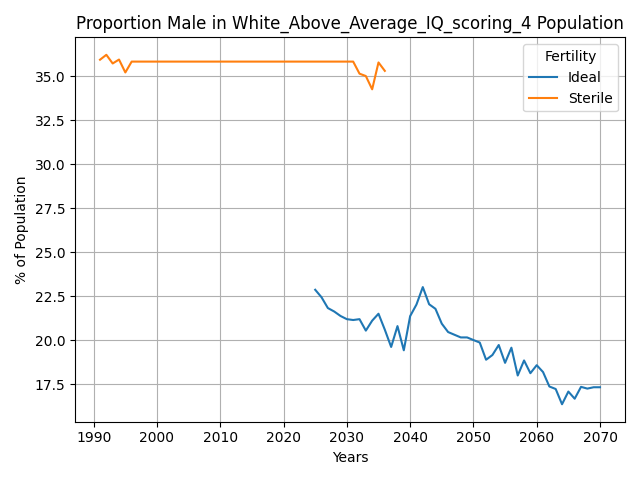 Proportion Male in White_Above_Average_IQ_scoring_4 Population
Fertility
Ideal
Sterile
% of Population
35.0
32.5
30.0
27.5
25.0
22.5
20.0
17.5
1990 2000 2010 2020 2030 2040 2050 2060 2070
Years